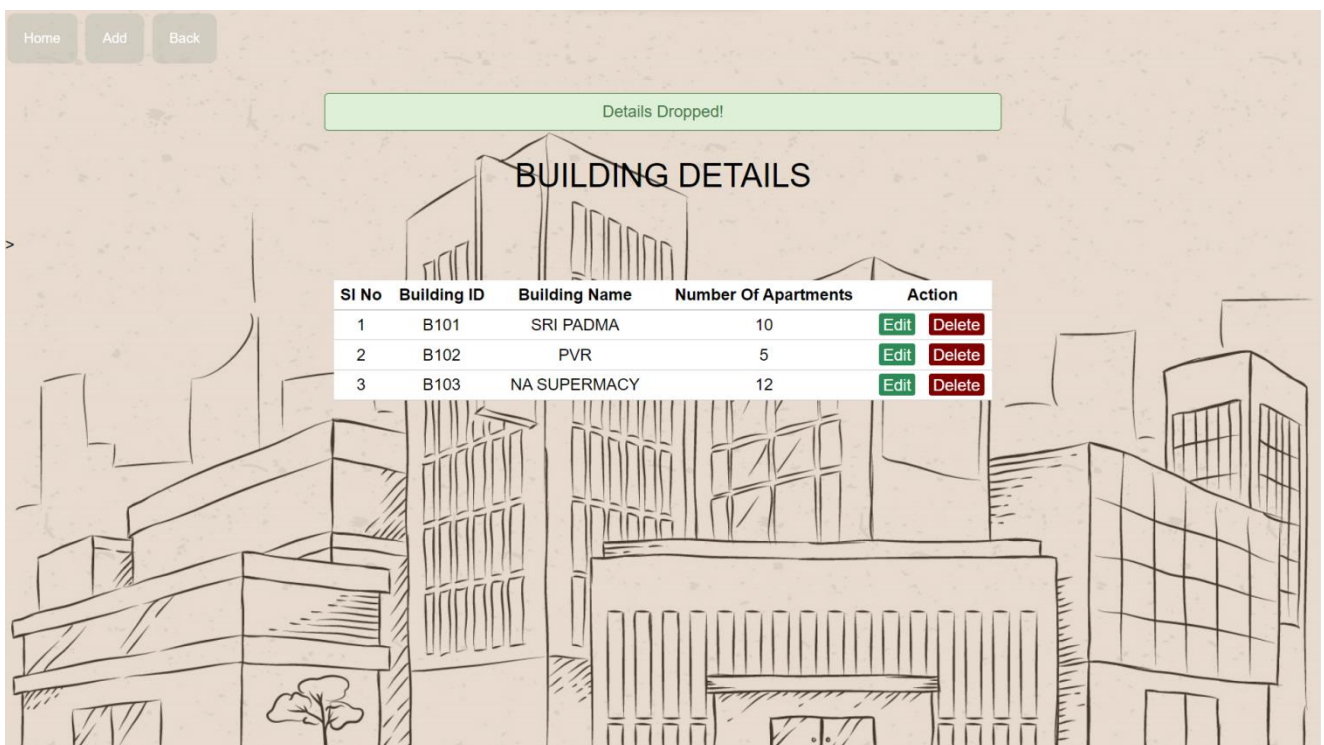 Home Add Back
Details Dropped!
BUILDING DETAILS
>
Sl No Building ID Building Name Number Of Apartments Action
1 B101 SRI PADMA 10 Edit Delete
2 B102 PVR 5 Edit Delete
3 B103 NA SUPERMACY 12 Edit Delete